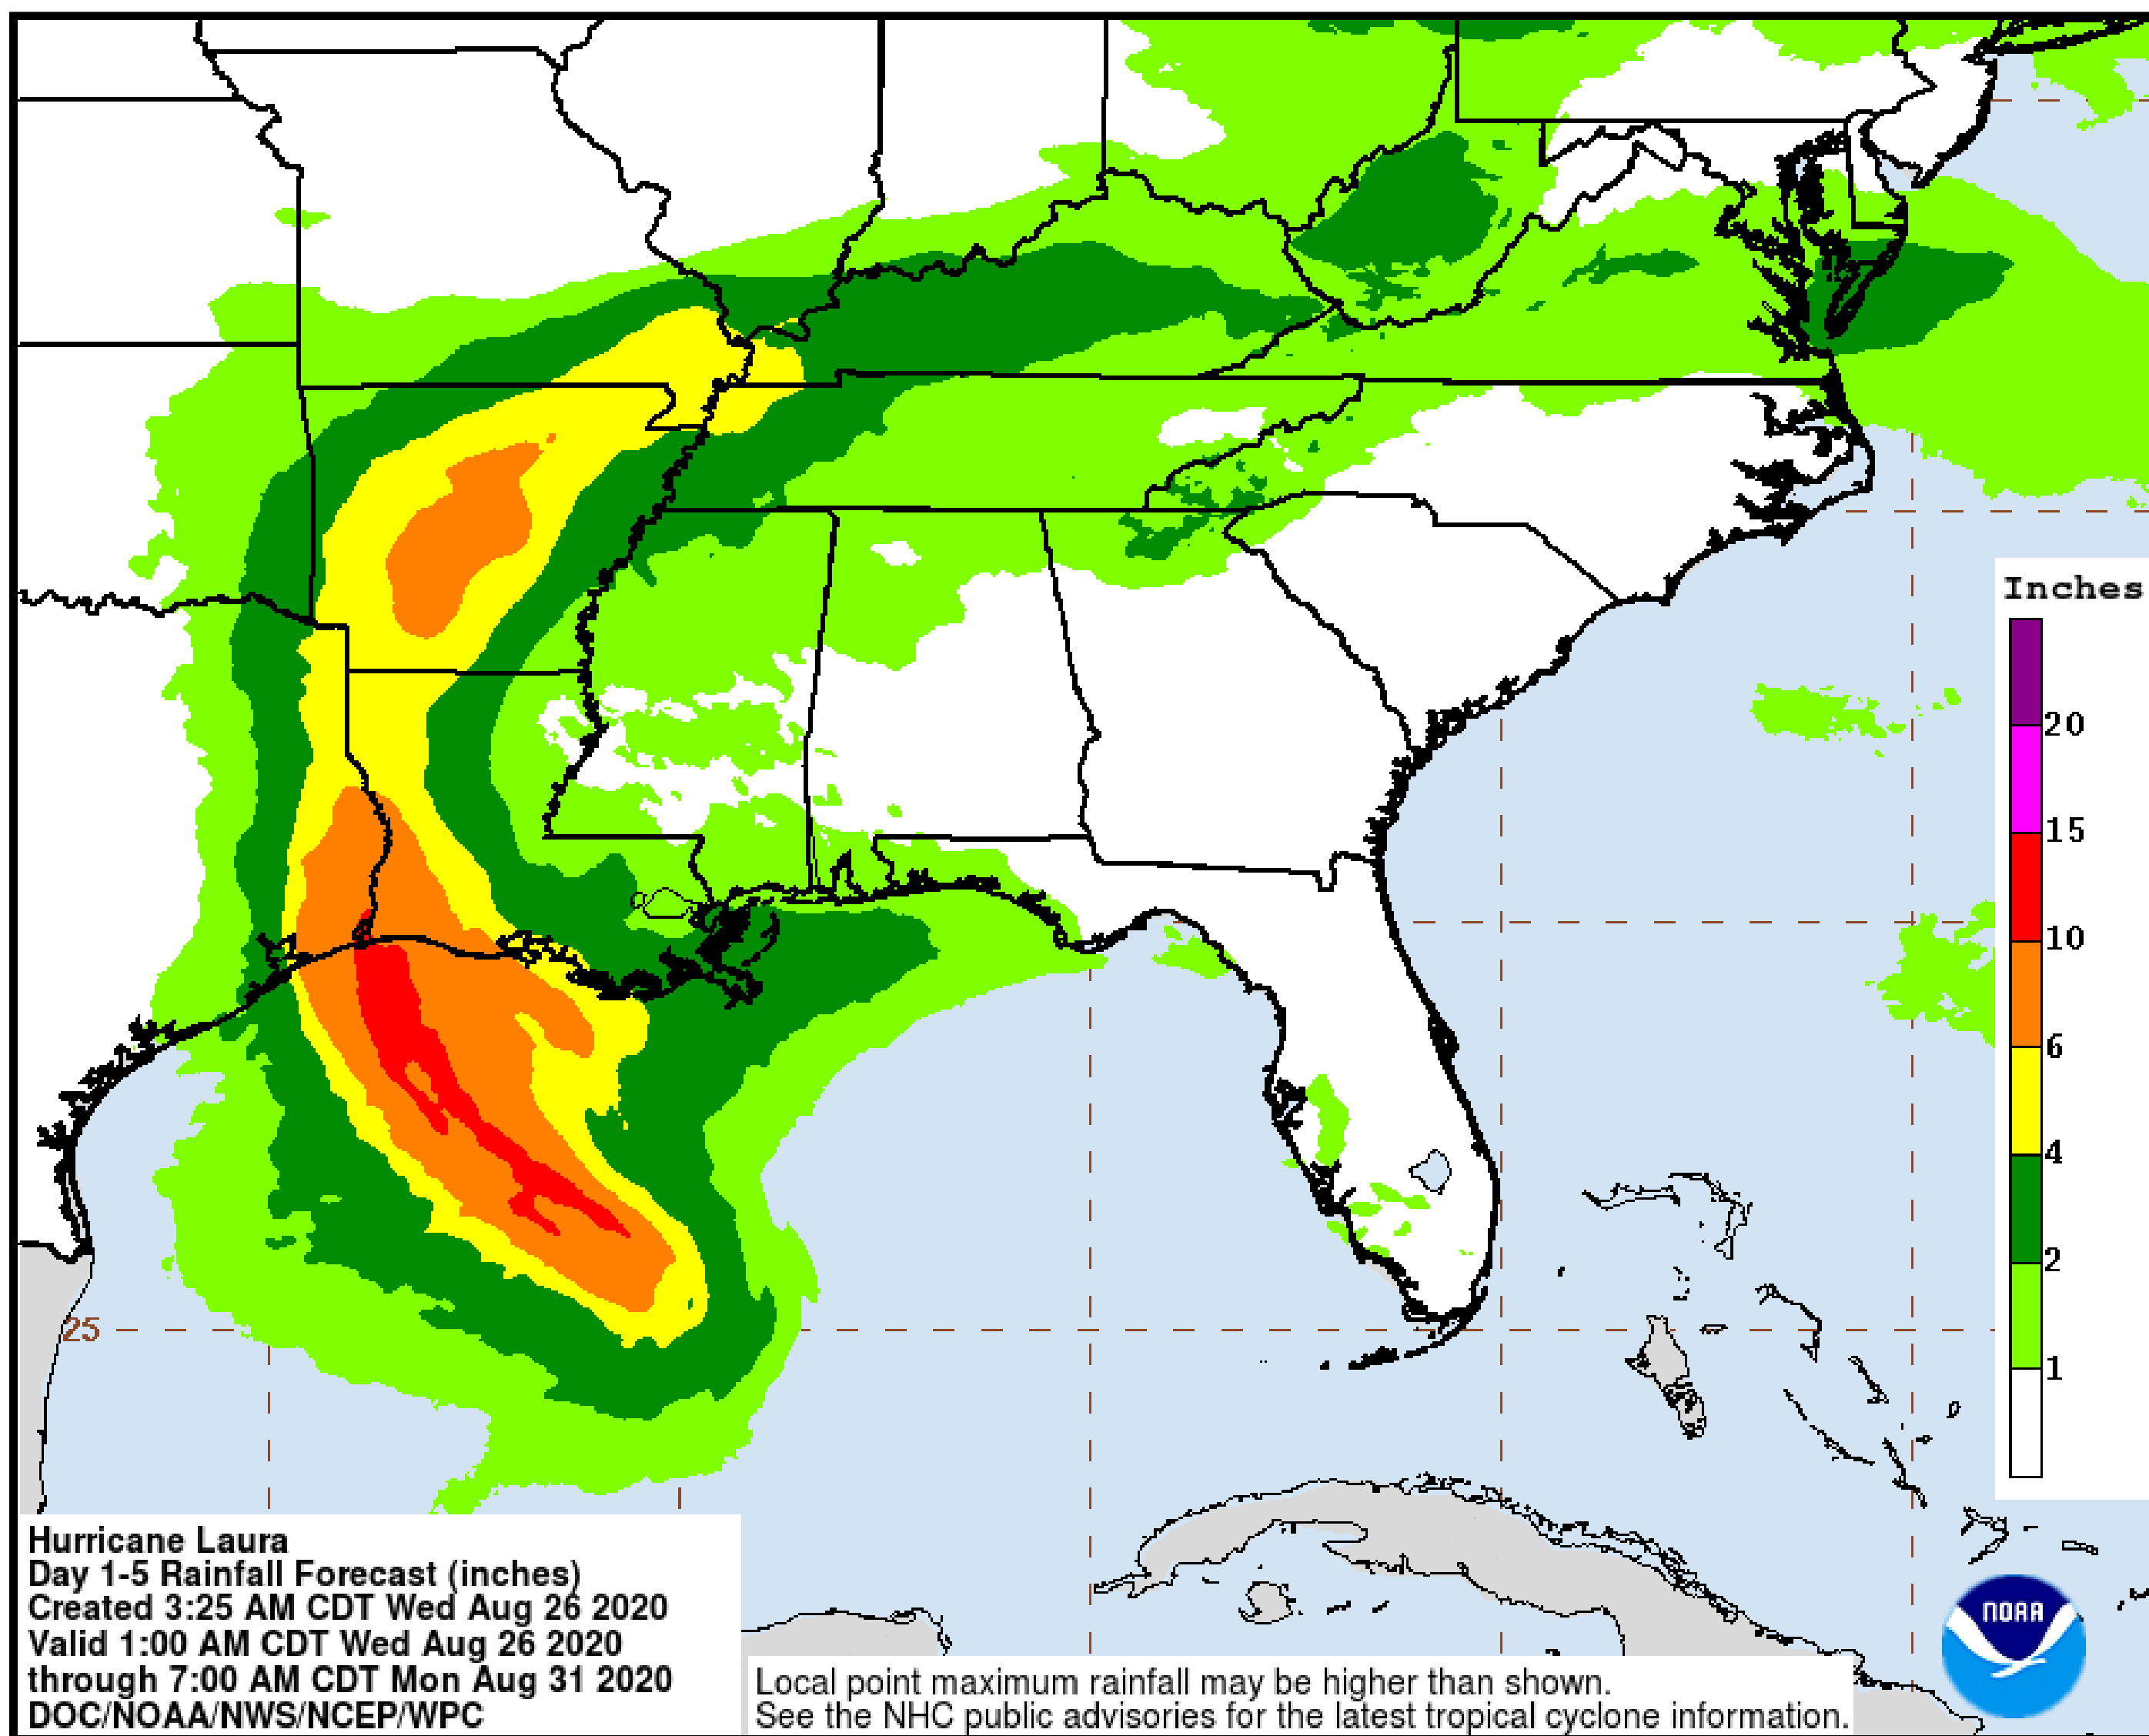 Inches
20
15
10
6
4
2
1
25
Hurricane Laura
Day 1-5 Rainfall Forecast (inches)
Created 3:25 AM CDT Wed Aug 26 2020
Valid 1:00 AM CDT Wed Aug 26 2020
through 7:00 AM CDT Mon Aug 31 2020
DOC/NOAA/NWS/NCEP/WPC
Local point maximum rainfall may be higher than shown.
See the NHC public advisories for the latest tropical cyclone information.
NOAA